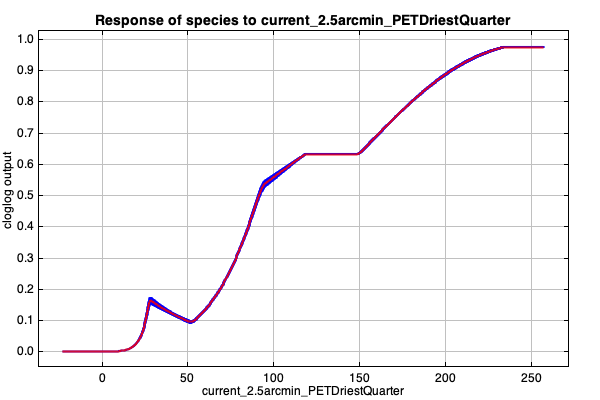 Response of species to current_2.5arcmin_PETDriestQuarter
1.0
0.9
0.8
0.7
0.6
0.5
0.4
0.3
0.2
0.1
0.0
cloglog output
0 50 100 150 200 250
current_2.5arcmin_PETDriestQuarter